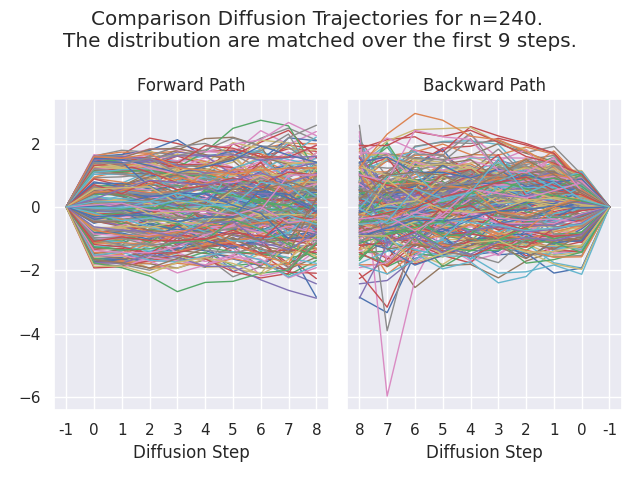 Comparison Diffusion Trajectories for n=240.
The distribution are matched over the first 9 steps.
Forward Path
Backward Path
2
0
−2
−4
−6
-1 0 1 2 3 4 5 6 7 8
8 7 6 5 4 3 2 1 0 -1
Diffusion Step
Diffusion Step